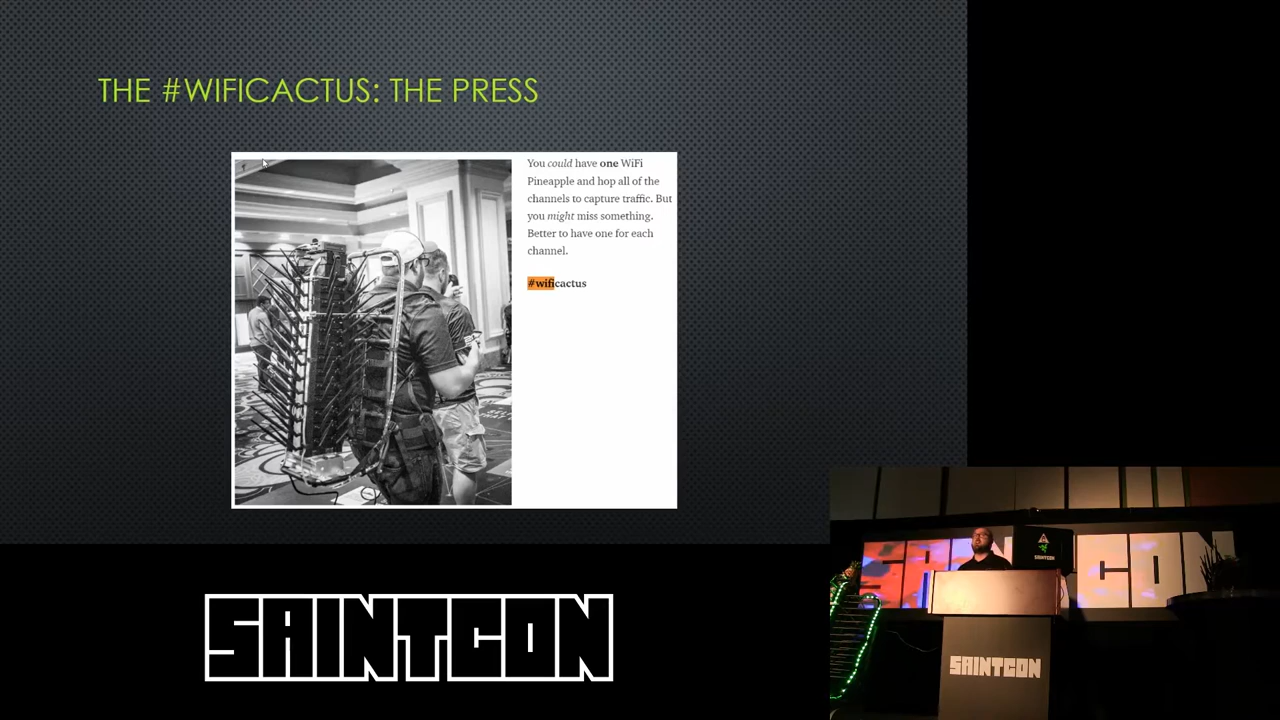 THE #WIFICACTUS: THE PRESS
You could have one WiFi
Pineapple and hop all of the
channels to capture traffic. But
you might miss something.
Better to have one for each
channel.
#wificactus
SAINTCON
SAINTCON
SAINTCON